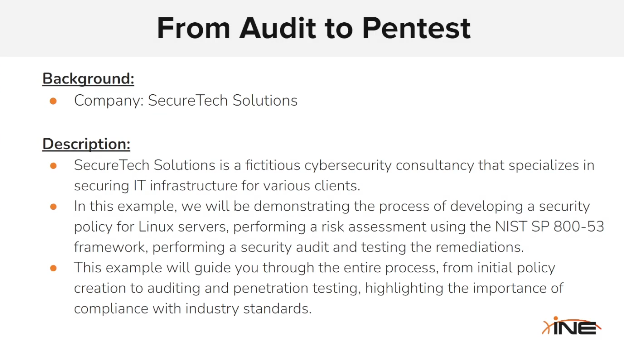 From Audit to Pentest
Background:
Company: SecureTech Solutions
Description:
SecureTech Solutions is a fictitious cybersecurity consultancy that specializes in
securing IT infrastructure for various clients.
In this example, we will be demonstrating the process of developing a security
policy for Linux servers, performing a risk assessment using the NIST SP 800-53
framework, performing a security audit and testing the remediations.
This example will guide you through the entire process, from initial policy
creation to auditing and penetration testing, highlighting the importance of
compliance with industry standards.
INE